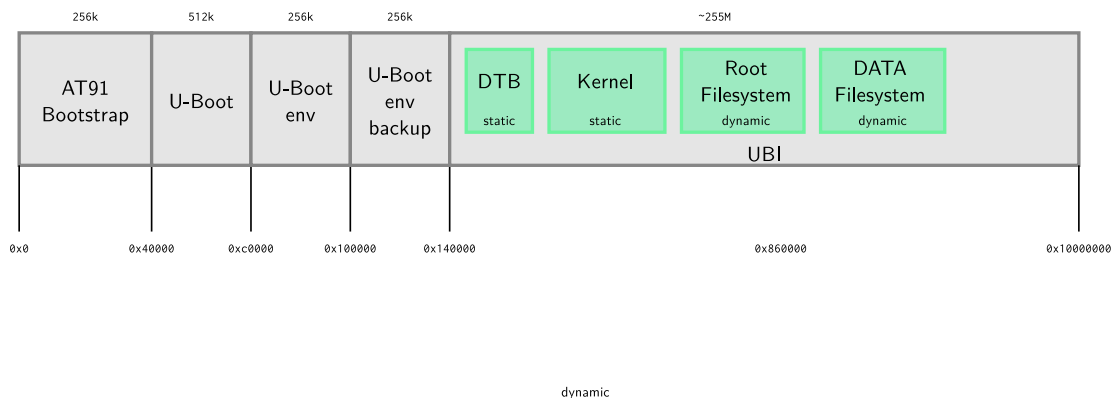 256k
512k
256k
256k
~255M
AT91
Bootstrap
U-Boot
U-Boot
env
U-Boot
env
backup
DTB
static
Kernel
static
Root
Filesystem
dynamic
DATA
Filesystem
dynamic
UBI
0x0
0x40000
0xc0000
0x100000
0x140000
0x860000
0x10000000
dynamic